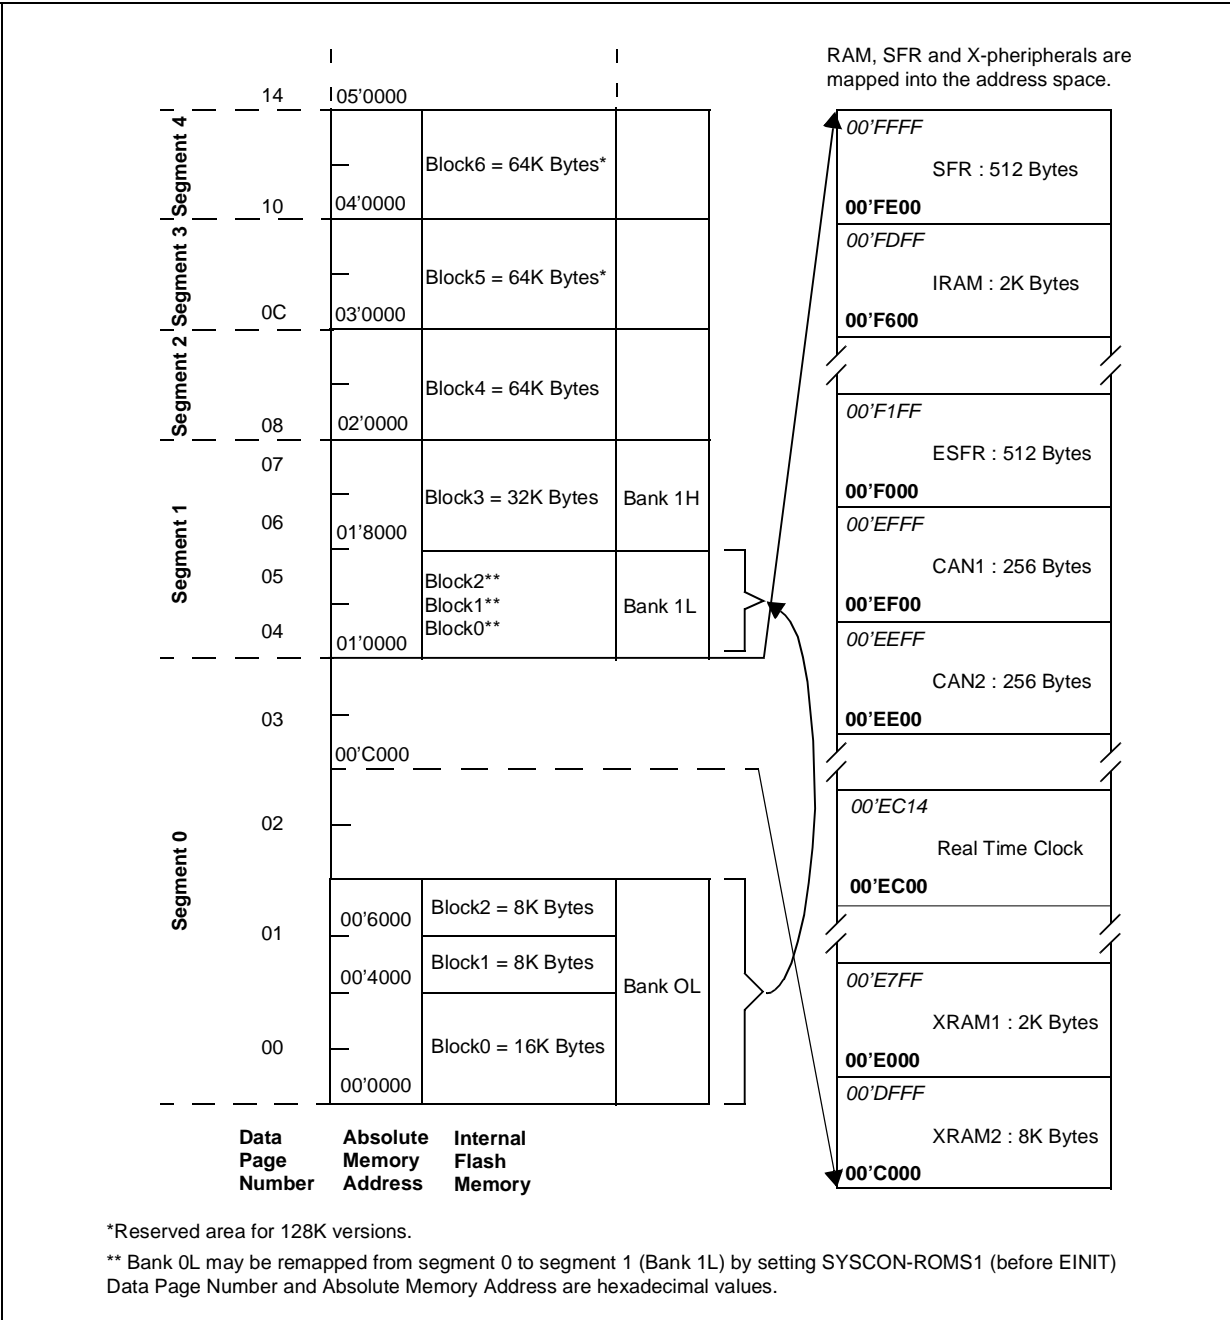 RAM, SFR and X-pheripherals are
mapped into the address space.
14
05'0000
Segment 4
Block6 = 64K Bytes*
10
04'0000
Segment 3
Block5 = 64K Bytes*
0C
03'0000
Segment 2
Block4 = 64K Bytes
08
02'0000
Segment 1
07
Block3 = 32K Bytes
Bank 1H
06
01'8000
05
Block2**
Block1**
Block0**
Bank 1L
04
01'0000
Segment 0
03
00'C000
02
Block2 = 8K Bytes
00'6000
01
Block1 = 8K Bytes
00'4000
Bank OL
00
Block0 = 16K Bytes
00'0000
Data
Page
Number
Absolute
Memory
Address
Internal
Flash
Memory
00'FFFF
SFR : 512 Bytes
00'FE00
00'FDFF
IRAM : 2K Bytes
00'F600
00'F1FF
ESFR : 512 Bytes
00'F000
00'EFFF
CAN1 : 256 Bytes
00'EF00
00'EEFF
CAN2 : 256 Bytes
00'EE00
00'EC14
Real Time Clock
00'EC00
00'E7FF
XRAM1 : 2K Bytes
00'E000
00'DFFF
XRAM2 : 8K Bytes
00'C000
*Reserved area for 128K versions.
** Bank 0L may be remapped from segment 0 to segment 1 (Bank 1L) by setting SYSCON-ROMS1 (before EINIT)
Data Page Number and Absolute Memory Address are hexadecimal values.